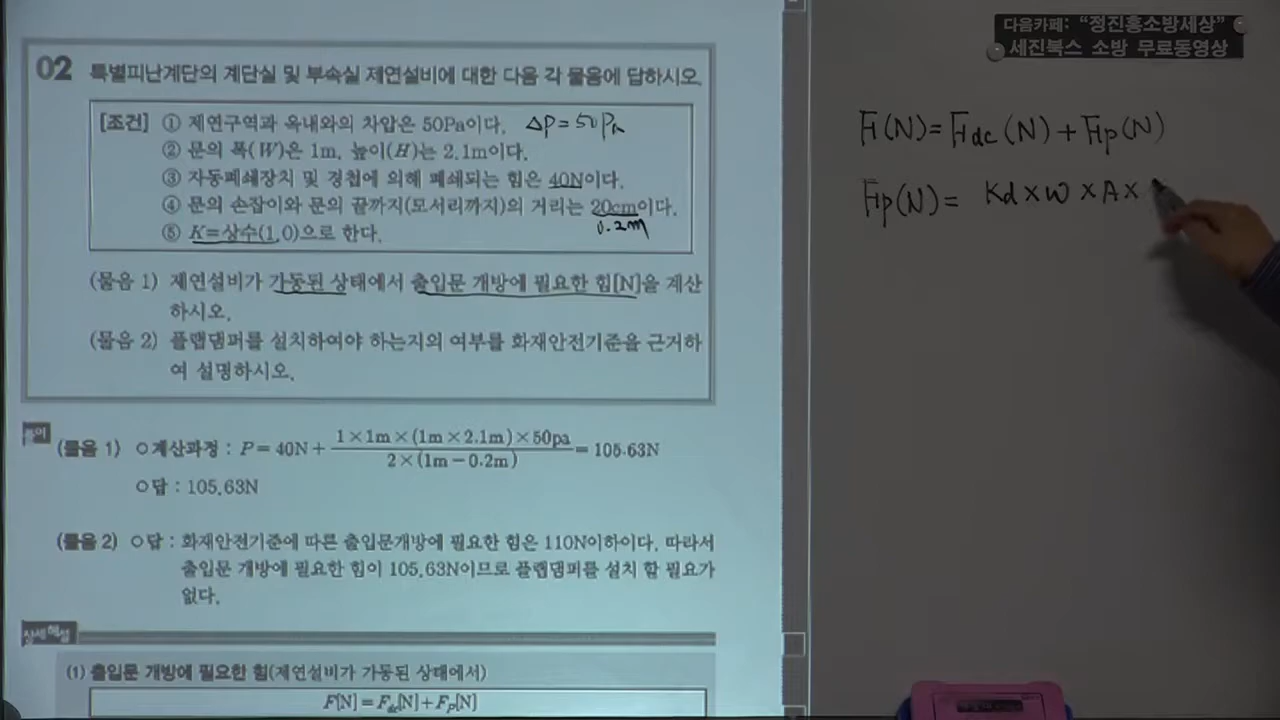 다음카페: "정진홍소방세상"
세진북스 소방 무료동영상
02 특별피난계단의 계단실 및 부속실 제연설비에 대한 다음 각 물음에 답하시오.
[조건] ① 제연구역과 옥내와의 차압은 50Pa이다. ΔP=50Pa
② 문의 폭(W)은 1m, 높이(H)는 2.1m이다.
③ 자동폐쇄장치 및 경첩에 의해 폐쇄되는 힘은 40N이다.
④ 문의 손잡이와 문의 끝까지(모서리까지)의 거리는 20cm이다.
0.2m
⑤ K=상수(1.0)으로 한다.
(물음 1) 제연설비가 가동된 상태에서 출입문 개방에 필요한 힘[N]을 계산
하시오.
(물음 2) 플랩댐퍼를 설치하여야 하는지의 여부를 화재안전기준을 근거하
여 설명하시오.
풀이
(물음 1) ○계산과정 : P=40N+ 1×1m×(1m×2.1m)×50pa / 2×(1m-0.2m) =105.63N
○답 : 105.63N
(물음 2) ○답 : 화재안전기준에 따른 출입문개방에 필요한 힘은 110N이하이다. 따라서
출입문 개방에 필요한 힘이 105.63N이므로 플랩댐퍼를 설치 할 필요가
없다.
상세해설
(1) 출입문 개방에 필요한 힘(제연설비가 가동된 상태에서)
F[N]=Fdc[N]+FP[N]
F(N)=Fdc(N)+Fp(N)
Fp(N)= Kd×W×A×